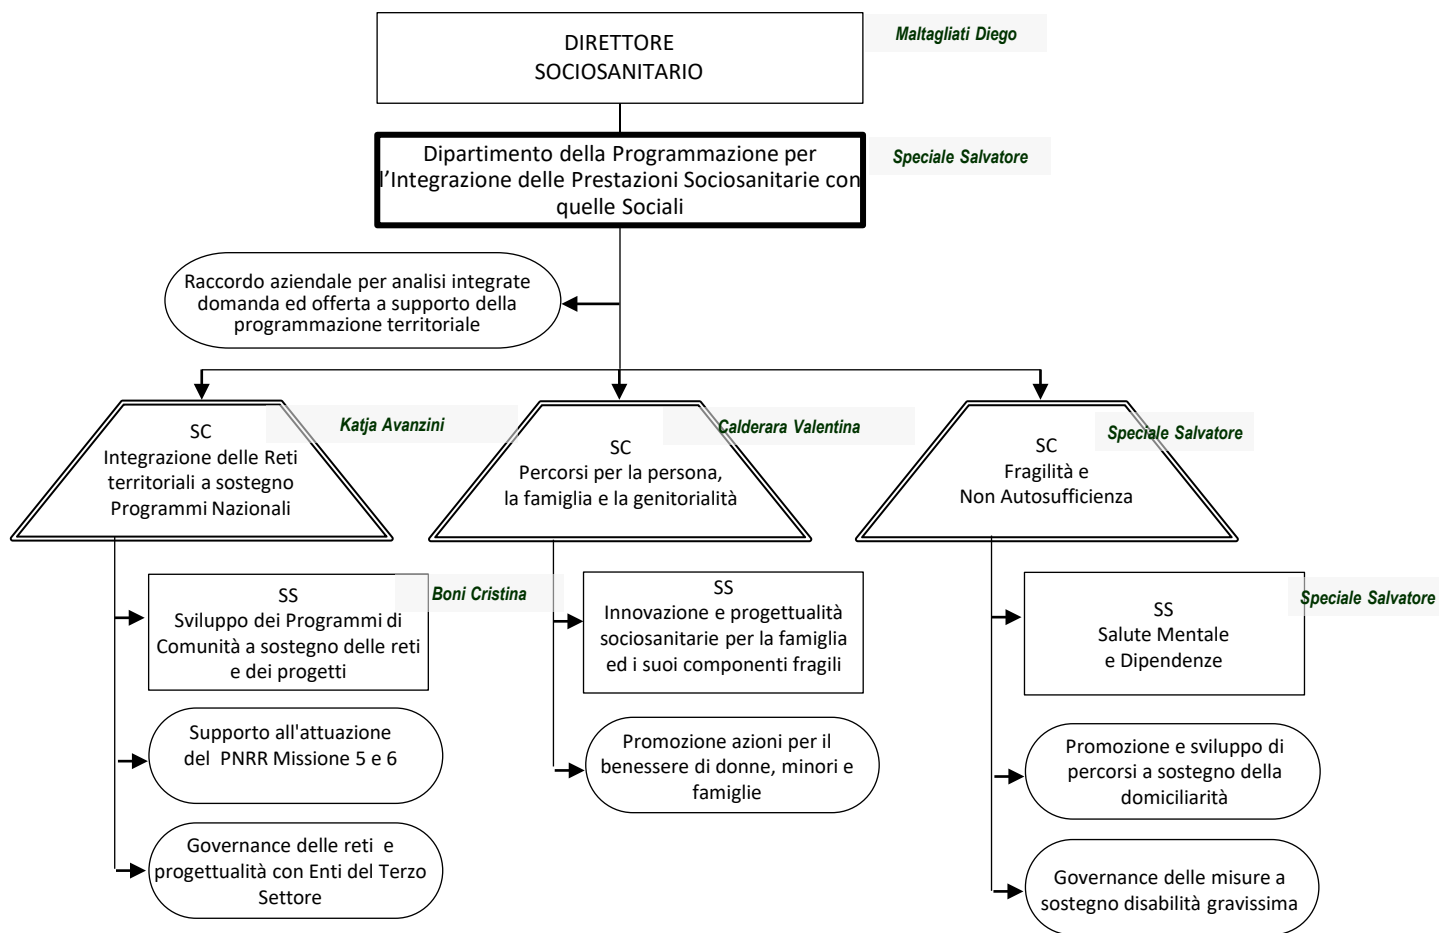 DIRETTORE
SOCIOSANITARIO
Maltagliati Diego
Dipartimento della Programmazione per
l'Integrazione delle Prestazioni Sociosanitarie con
quelle Sociali
Speciale Salvatore
Raccordo aziendale per analisi integrate
domanda ed offerta a supporto della
programmazione territoriale
SC
Integrazione delle Reti
territoriali a sostegno
Programmi Nazionali
Katja Avanzini
SC
Percorsi per la persona,
la famiglia e la genitorialità
Calderara Valentina
SC
Fragilità e
Non Autosufficienza
Speciale Salvatore
SS
Sviluppo dei Programmi di
Comunità a sostegno delle reti
e dei progetti
Boni Cristina
SS
Innovazione e progettualità
sociosanitarie per la famiglia
ed i suoi componenti fragili
SS
Salute Mentale
e Dipendenze
Speciale Salvatore
Supporto all'attuazione
del PNRR Missione 5 e 6
Promozione azioni per il
benessere di donne, minori e
famiglie
Promozione e sviluppo di
percorsi a sostegno della
domiciliarità
Governance delle reti e
progettualità con Enti del Terzo
Settore
Governance delle misure a
sostegno disabilità gravissima